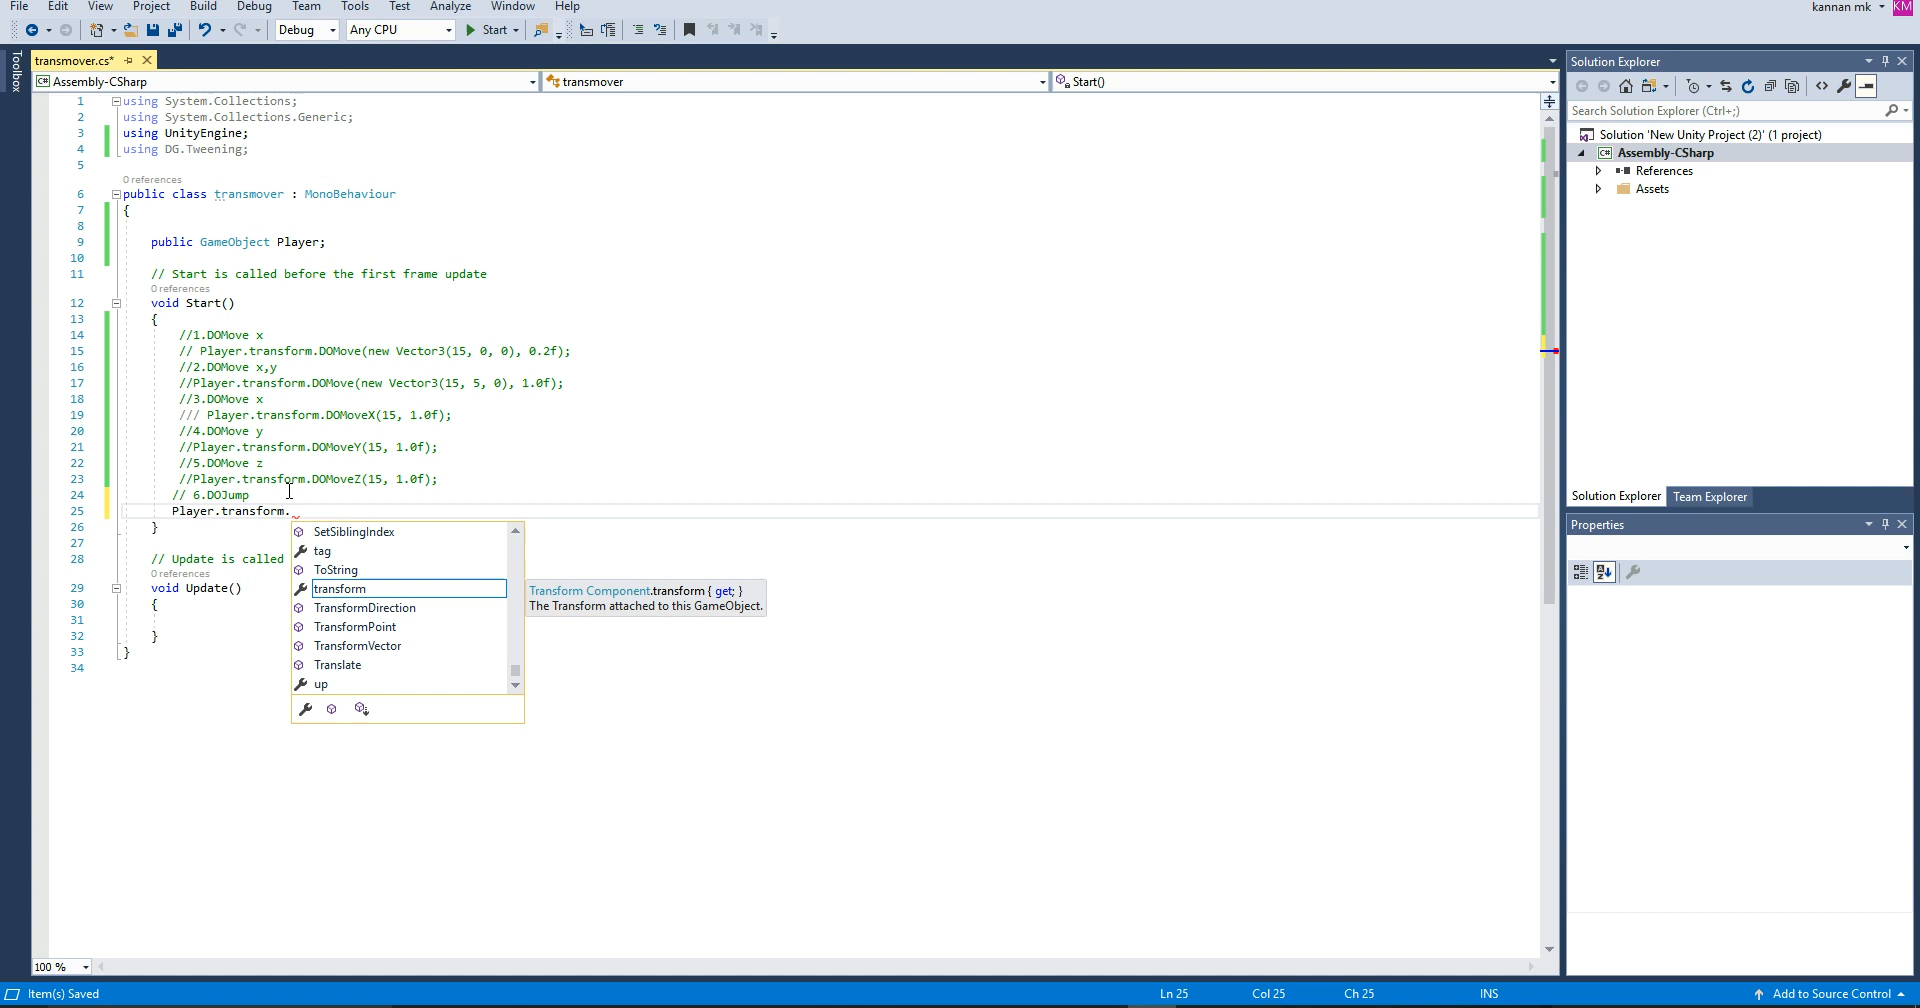 File Edit View Project Build Debug Team Tools Test Analyze Window Help kannan mk KM
Debug Any CPU Start
Toolbox
transmover.cs*
C# Assembly-CSharp transmover Start()
1 using System.Collections;
2 using System.Collections.Generic;
3 using UnityEngine;
4 using DG.Tweening;
5
0 references
6 public class transmover : MonoBehaviour
7 {
8
9 public GameObject Player;
10
11 // Start is called before the first frame update
0 references
12 void Start()
13 {
14 //1.DOMove x
15 // Player.transform.DOMove(new Vector3(15, 0, 0), 0.2f);
16 //2.DOMove x,y
17 //Player.transform.DOMove(new Vector3(15, 5, 0), 1.0f);
18 //3.DOMove x
19 /// Player.transform.DOMoveX(15, 1.0f);
20 //4.DOMove y
21 //Player.transform.DOMoveY(15, 1.0f);
22 //5.DOMove z
23 //Player.transform.DOMoveZ(15, 1.0f);
24 // 6.DOJump
25 Player.transform.
26 }
27
28 // Update is called
0 references
29 void Update()
30 {
31
32 }
33 }
34
SetSiblingIndex
tag
ToString
transform
TransformDirection
TransformPoint
TransformVector
Translate
up
Transform Component.transform { get; }
The Transform attached to this GameObject.
100 %
Solution Explorer
Search Solution Explorer (Ctrl+;)
Solution 'New Unity Project (2)' (1 project)
C# Assembly-CSharp
References
Assets
Solution Explorer Team Explorer
Properties
Item(s) Saved Ln 25 Col 25 Ch 25 INS Add to Source Control